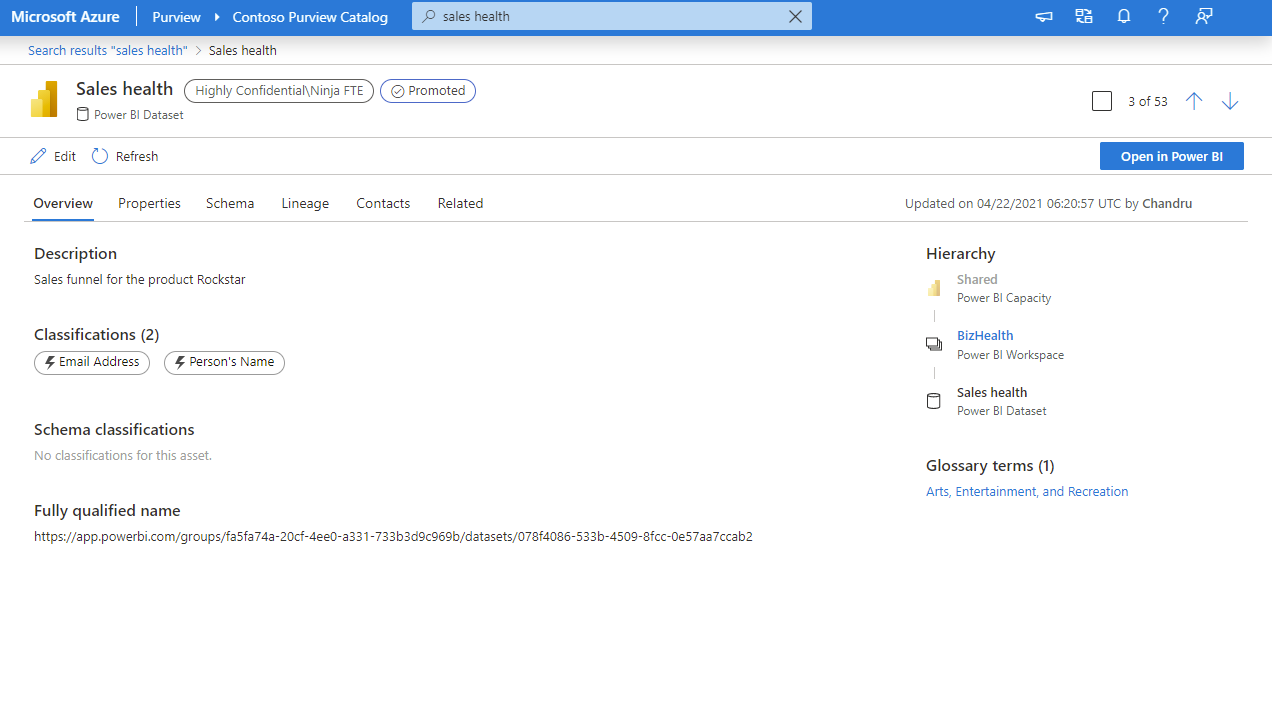 Microsoft Azure Purview Contoso Purview Catalog sales health
Search results "sales health" > Sales health
Sales health Highly Confidential\Ninja FTE Promoted
Power BI Dataset
3 of 53
Edit Refresh Open in Power BI
Overview Properties Schema Lineage Contacts Related Updated on 04/22/2021 06:20:57 UTC by Chandru
Description
Sales funnel for the product Rockstar
Classifications (2)
Email Address Person's Name
Schema classifications
No classifications for this asset.
Fully qualified name
https://app.powerbi.com/groups/fa5fa74a-20cf-4ee0-a331-733b3d9c969b/datasets/078f4086-533b-4509-8fcc-0e57aa7ccab2
Hierarchy
Shared
Power BI Capacity
BizHealth
Power BI Workspace
Sales health
Power BI Dataset
Glossary terms (1)
Arts, Entertainment, and Recreation